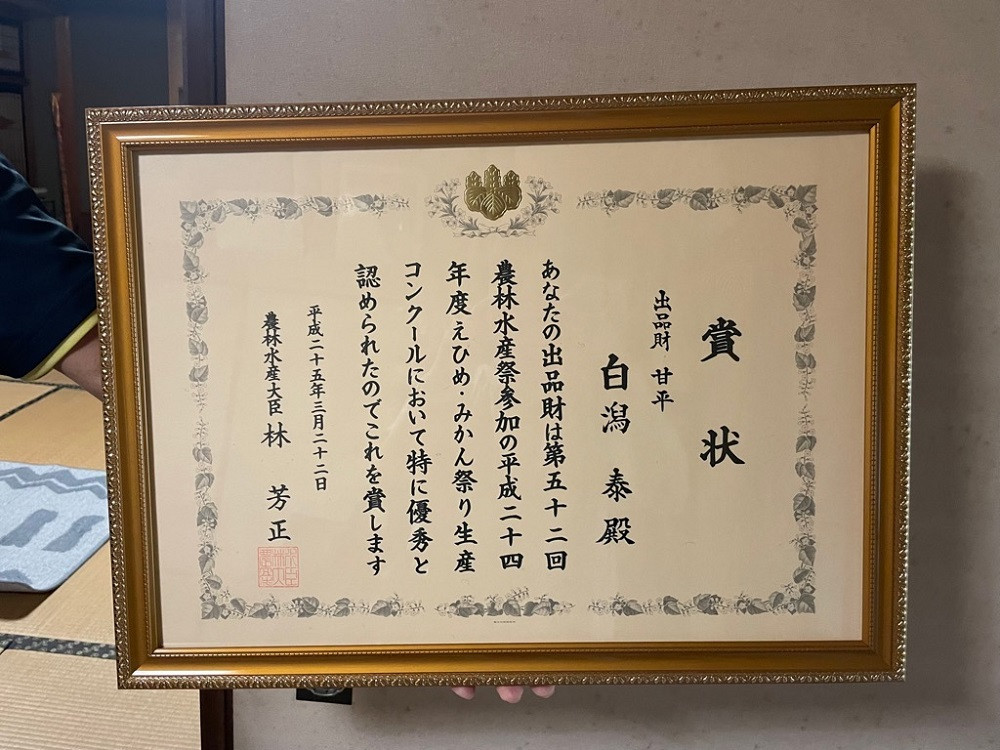 賞状
出品財 甘平
白潟 泰 殿
あなたの出品財は第五十二回
農林水産祭参加の平成二十四
年度えひめ・みかん祭り生産
コンクールにおいて特に優秀と
認められたのでこれを賞します
平成二十五年三月二十二日
農林水産大臣 林 芳正